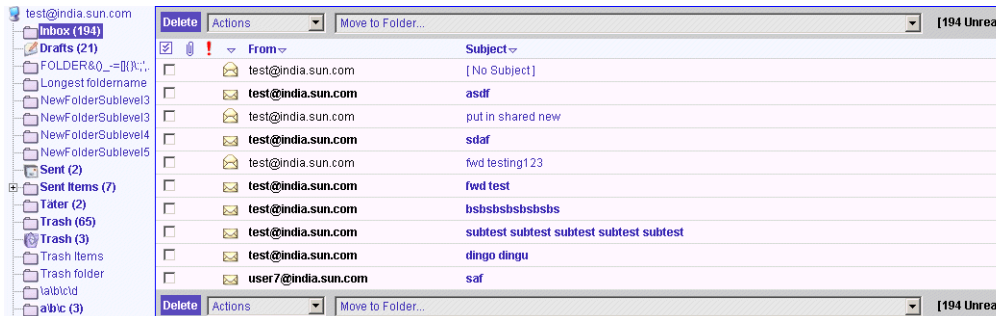 test@india.sun.com
Inbox (194)
Drafts (21)
FOLDER&()_-=[]{}\:;',.
Longest foldername
NewFolderSublevel3
NewFolderSublevel3
NewFolderSublevel4
NewFolderSublevel5
Sent (2)
Sent Items (7)
Täter (2)
Trash (65)
Trash (3)
Trash Items
Trash folder
\a\b\c\d
a\b\c (3)
Delete Actions Move to Folder... [194 Unrea
From Subject
test@india.sun.com [ No Subject ]
test@india.sun.com asdf
test@india.sun.com put in shared new
test@india.sun.com sdaf
test@india.sun.com fwd testing123
test@india.sun.com fwd test
test@india.sun.com bsbsbsbsbsbsbs
test@india.sun.com subtest subtest subtest subtest subtest
test@india.sun.com dingo dingu
user7@india.sun.com saf
Delete Actions Move to Folder... [194 Unrea